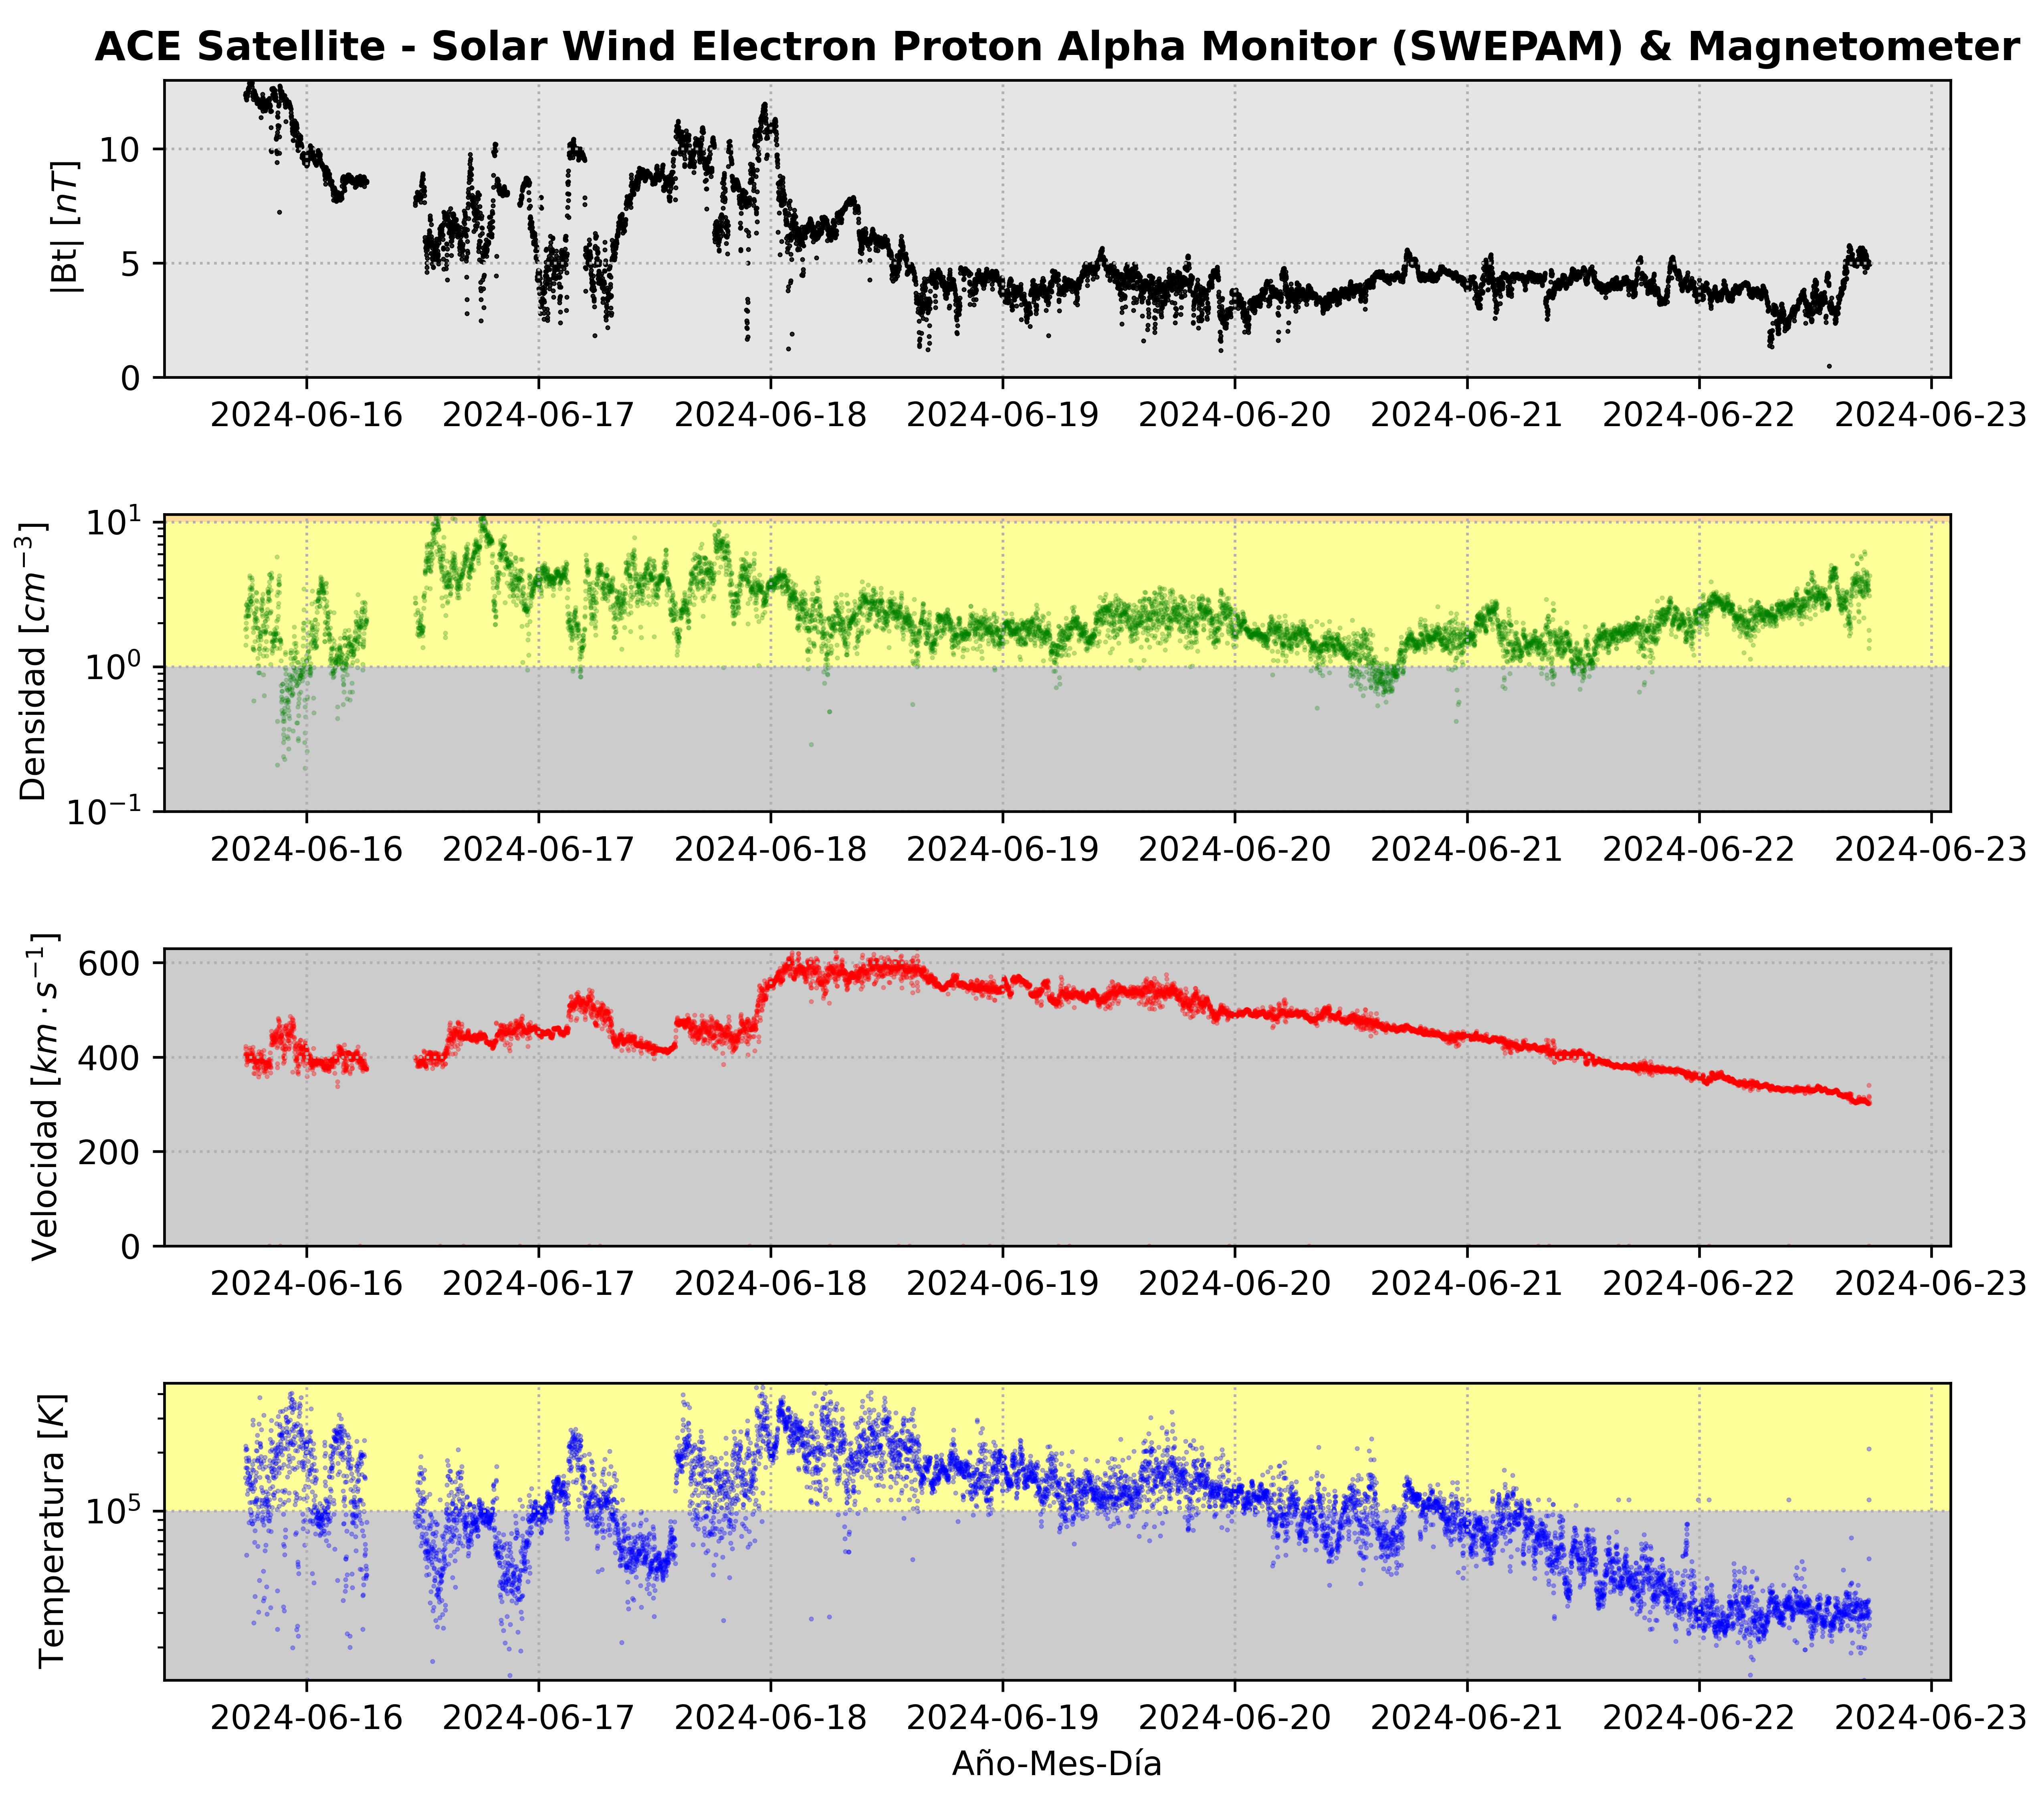 ACE Satellite - Solar Wind Electron Proton Alpha Monitor (SWEPAM) & Magnetometer
|Bt| [nT]
10
5
0
2024-06-16 2024-06-17 2024-06-18 2024-06-19 2024-06-20 2024-06-21 2024-06-22 2024-06-23
Densidad [cm⁻³]
10¹
10⁰
10⁻¹
2024-06-16 2024-06-17 2024-06-18 2024-06-19 2024-06-20 2024-06-21 2024-06-22 2024-06-23
Velocidad [km · s⁻¹]
600
400
200
0
2024-06-16 2024-06-17 2024-06-18 2024-06-19 2024-06-20 2024-06-21 2024-06-22 2024-06-23
Temperatura [K]
10⁵
2024-06-16 2024-06-17 2024-06-18 2024-06-19 2024-06-20 2024-06-21 2024-06-22 2024-06-23
Año-Mes-Día